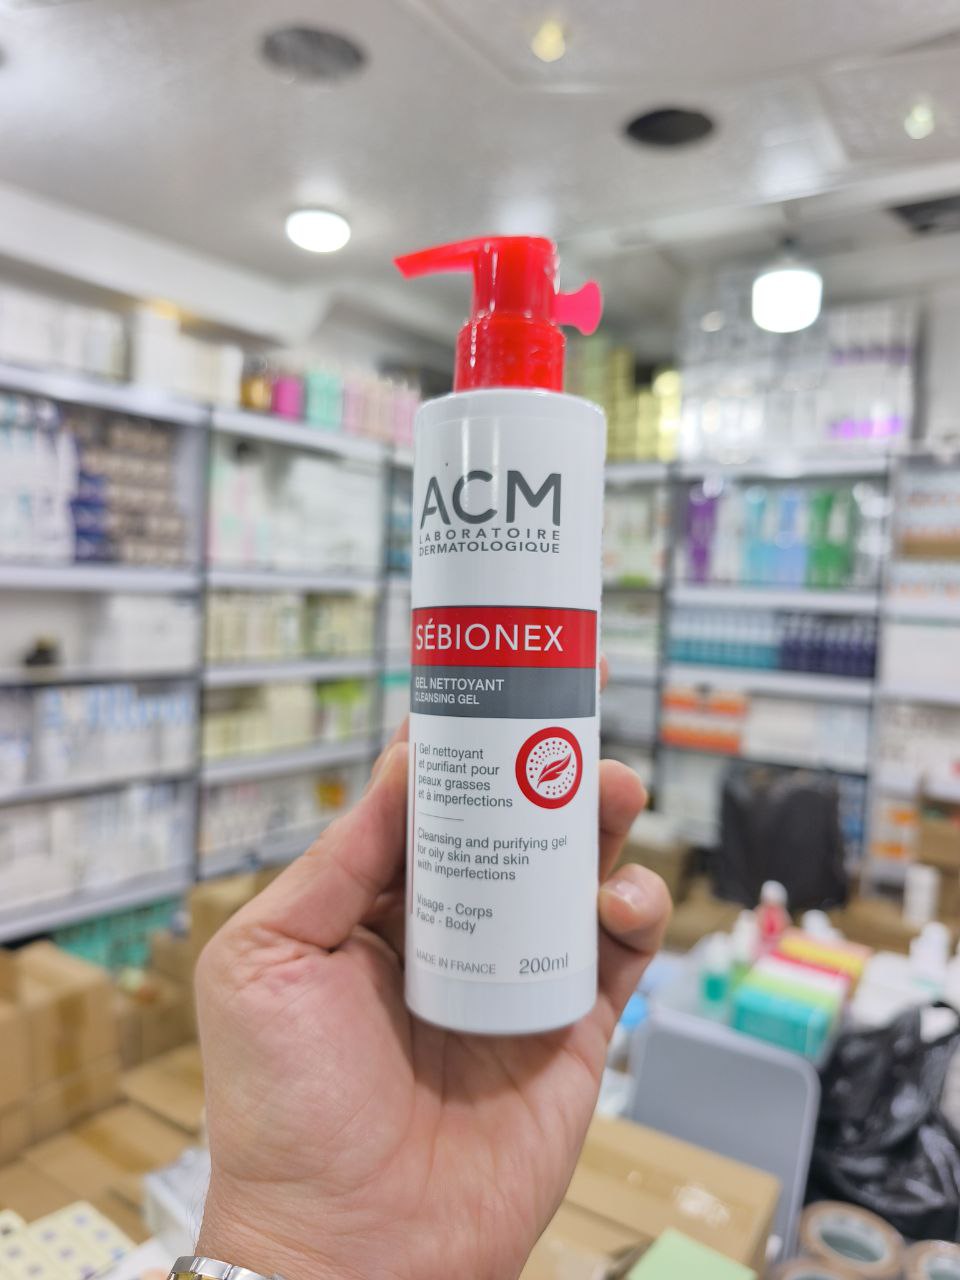 ACM
LABORATOIRE
DERMATOLOGIQUE
SÉBIONEX
GEL NETTOYANT
CLEANSING GEL
Gel nettoyant
et purifiant pour
peaux grasses
et à imperfections
Cleansing and purifying gel
for oily skin and skin
with imperfections
Visage - Corps
Face - Body
MADE IN FRANCE 200ml